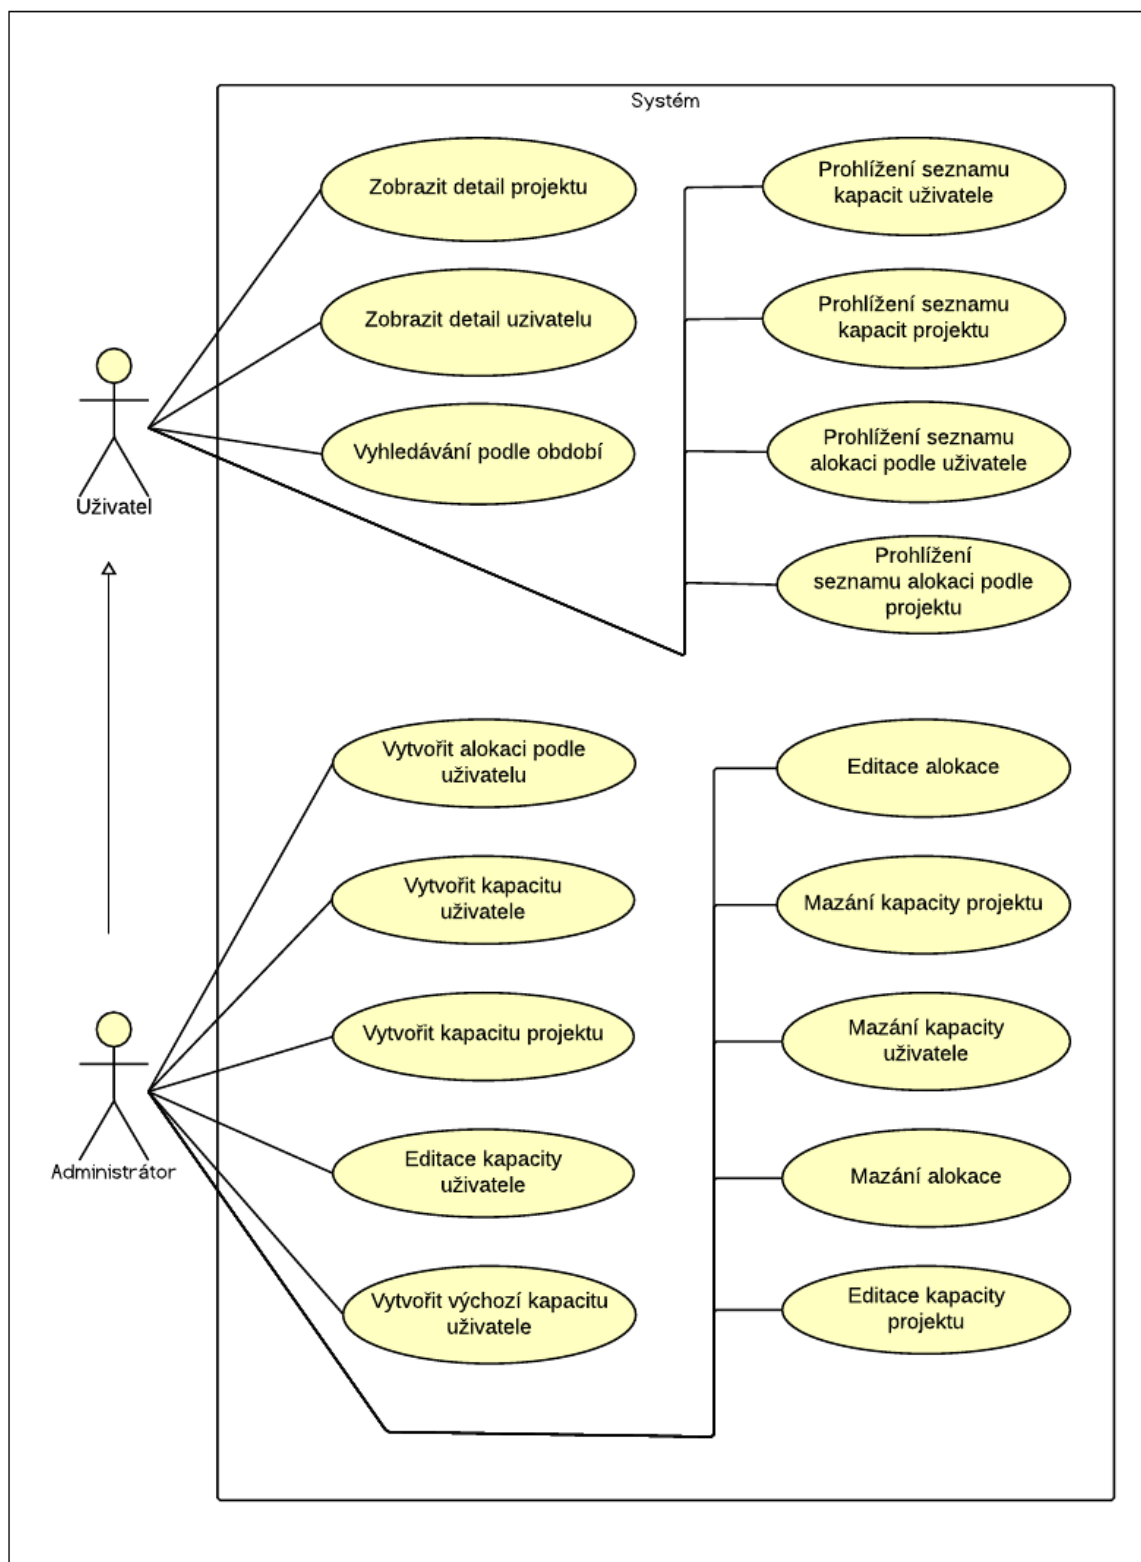 Systém
Zobrazit detail projektu
Zobrazit detail uzivatelu
Vyhledávání podle období
Prohlížení seznamu
kapacit uživatele
Prohlížení seznamu
kapacit projektu
Prohlížení seznamu
alokaci podle uživatele
Prohlížení
seznamu alokaci podle
projektu
Uživatel
Vytvořit alokaci podle
uživatelu
Vytvořit kapacitu
uživatele
Vytvořit kapacitu projektu
Editace kapacity
uživatele
Vytvořit výchozí kapacitu
uživatele
Editace alokace
Mazání kapacity projektu
Mazání kapacity
uživatele
Mazání alokace
Editace kapacity
projektu
Administrátor